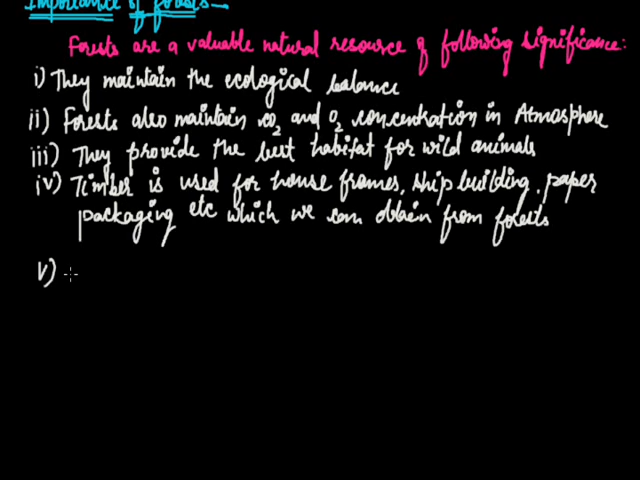 Importance of forests -
Forests are a valuable natural resource of following significance:
i) They maintain the ecological balance
ii) Forests also maintain CO2 and O2 concentration in Atmosphere
iii) They provide the best habitat for wild animals
iv) Timber is used for house frames, ship building, paper
packaging etc which we can obtain from forests
v)